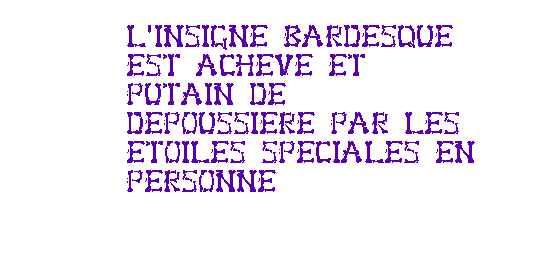 L'INSIGNE BARDESQUE
EST ACHEVE ET
PUTAIN DE
DEPOUSSIERE PAR LES
ETOILES SPECIALES EN
PERSONNE